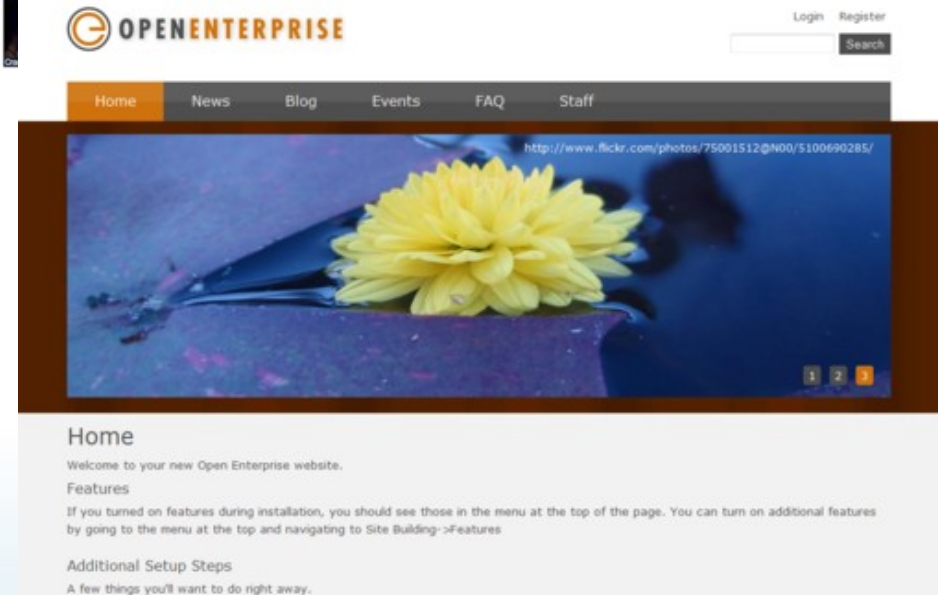 OPENENTERPRISE
Login Register
Search
Home News Blog Events FAQ Staff
http://www.flickr.com/photos/75001512@N00/5100690285/
1 2 3
Home
Welcome to your new Open Enterprise website.
Features
If you turned on features during installation, you should see those in the menu at the top of the page. You can turn on additional features
by going to the menu at the top and navigating to Site Building->Features
Additional Setup Steps
A few things you'll want to do right away.